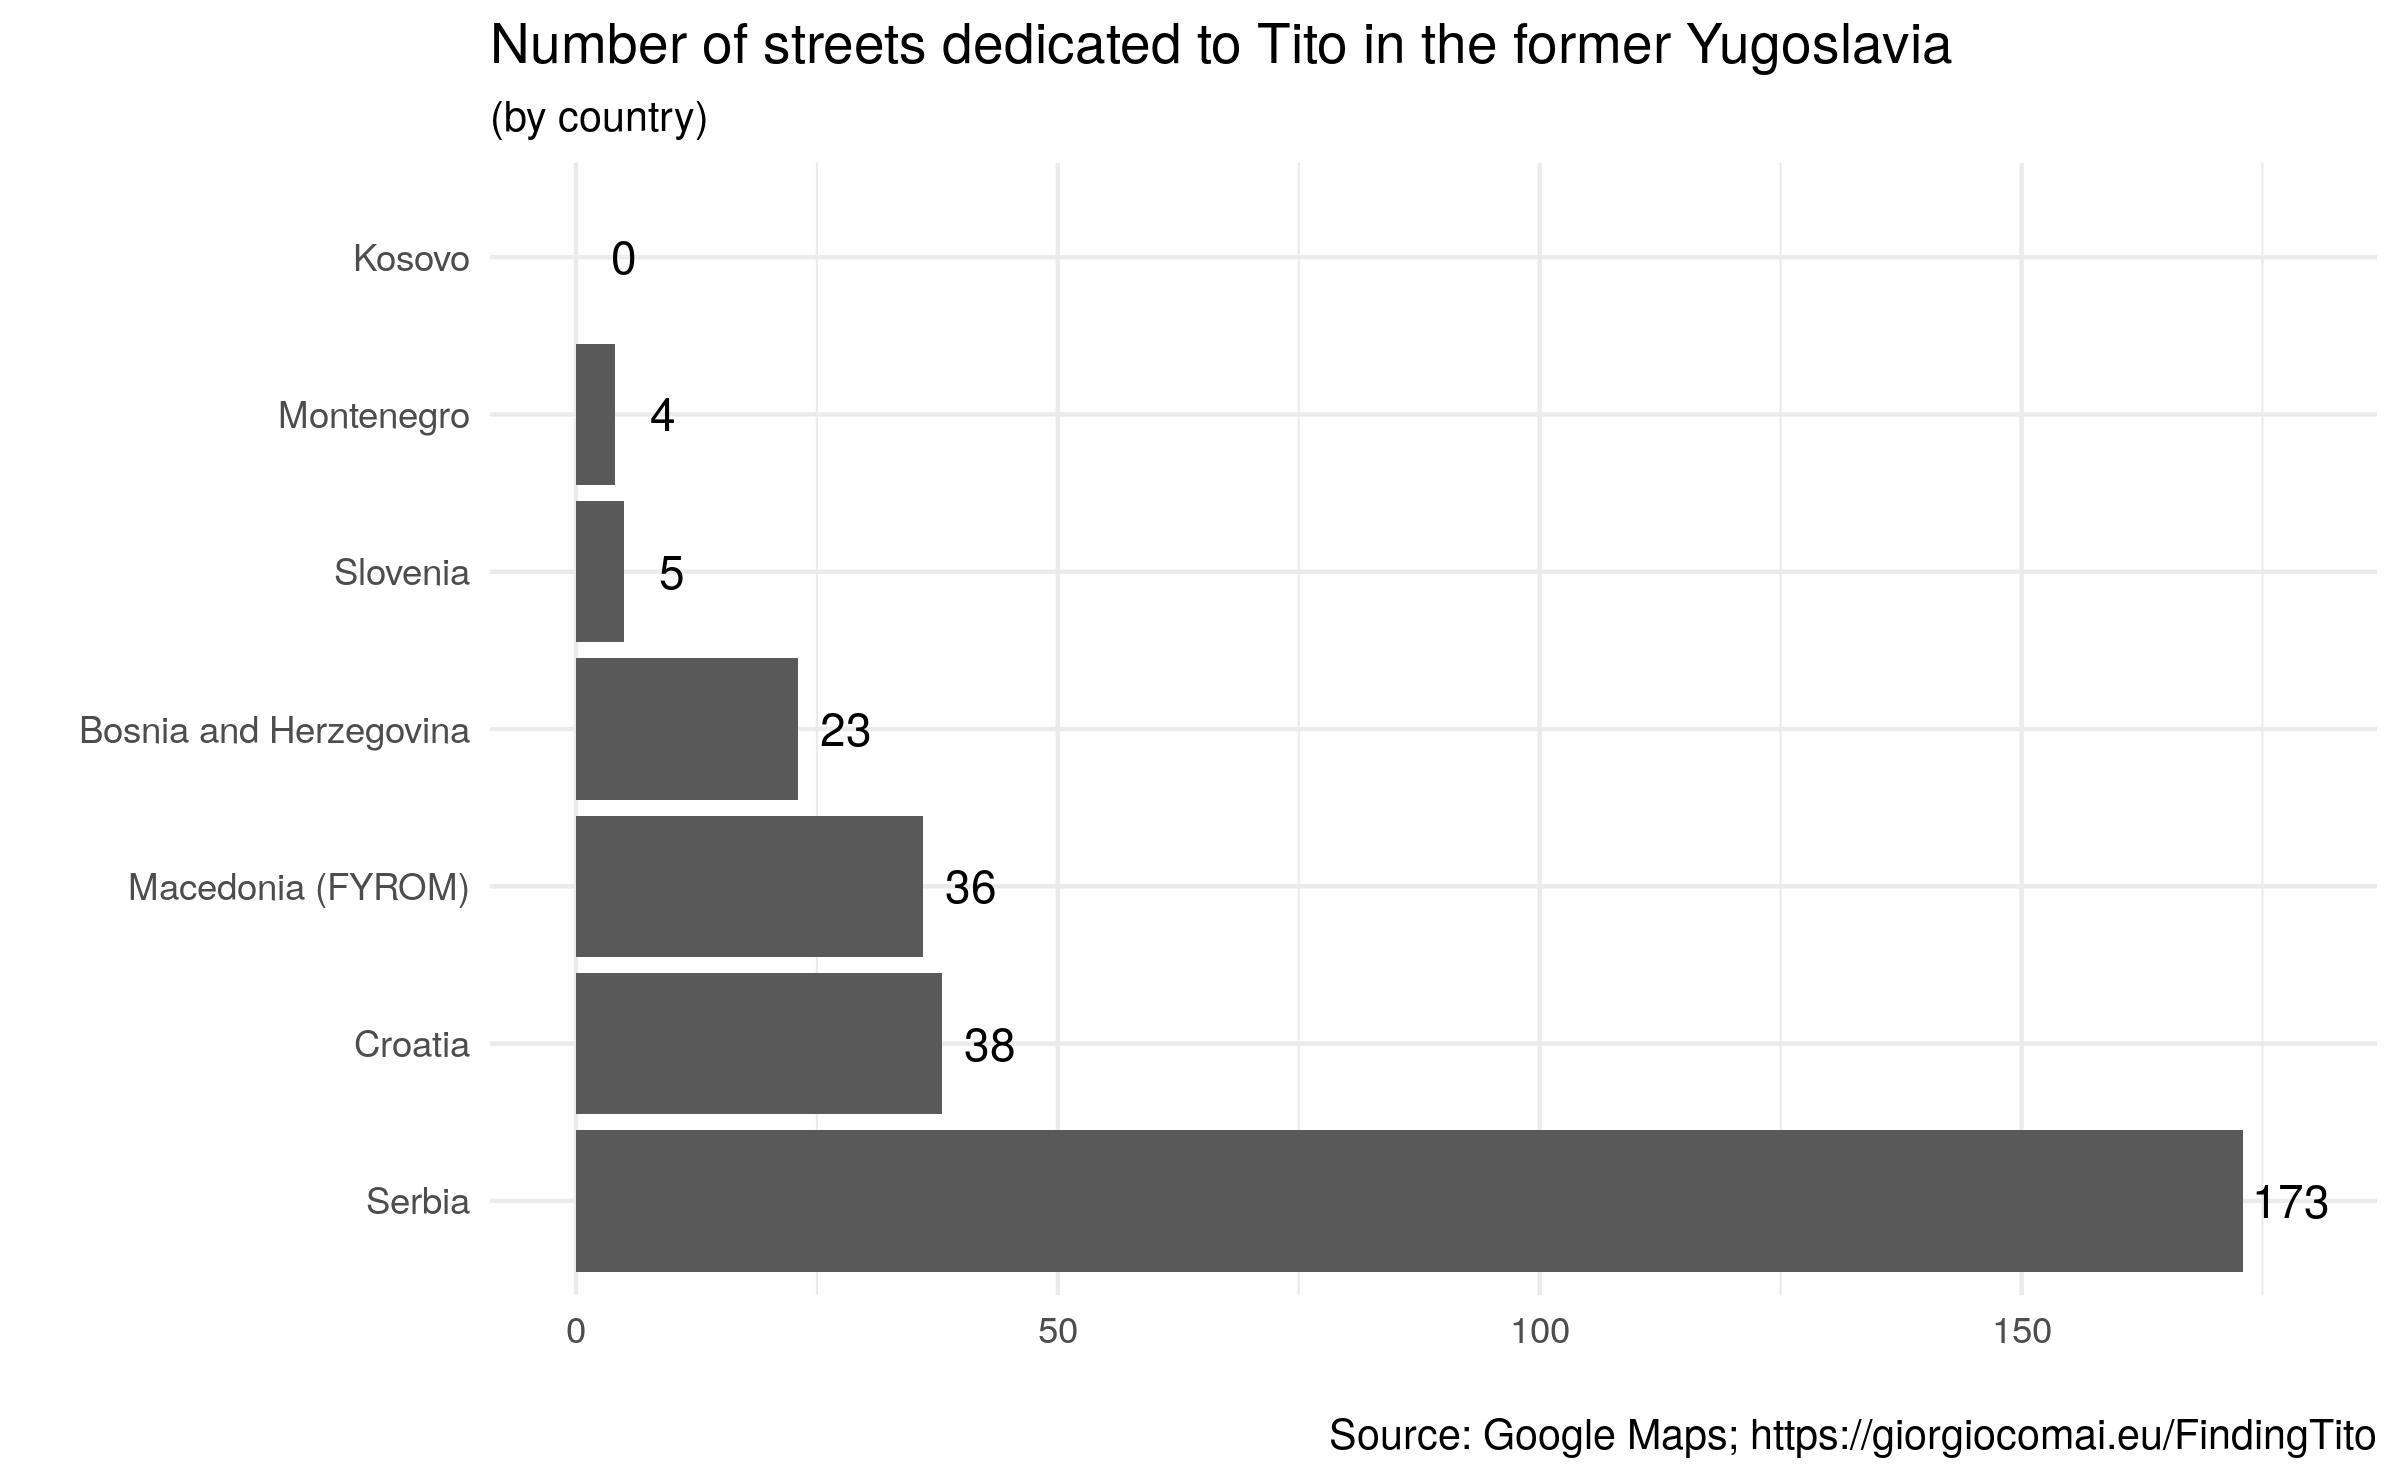 Number of streets dedicated to Tito in the former Yugoslavia
(by country)
Kosovo 0
Montenegro 4
Slovenia 5
Bosnia and Herzegovina 23
Macedonia (FYROM) 36
Croatia 38
Serbia 173
0 50 100 150
Source: Google Maps; https://giorgiocomai.eu/FindingTito